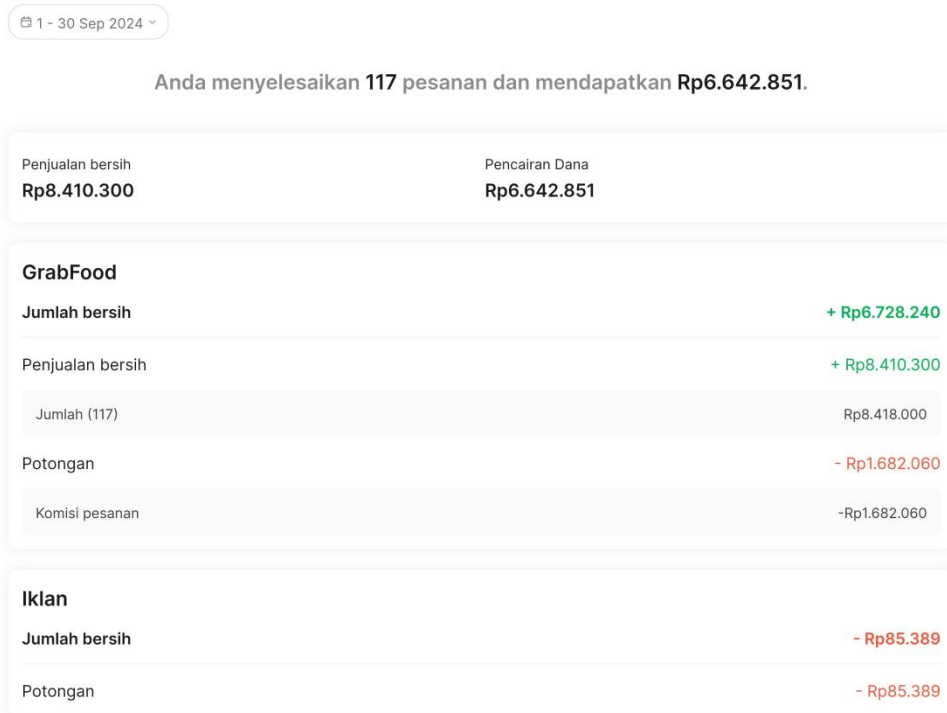 1 - 30 Sep 2024
Anda menyelesaikan 117 pesanan dan mendapatkan Rp6.642.851.
Penjualan bersih
Rp8.410.300
Pencairan Dana
Rp6.642.851
GrabFood
Jumlah bersih + Rp6.728.240
Penjualan bersih + Rp8.410.300
Jumlah (117) Rp8.418.000
Potongan - Rp1.682.060
Komisi pesanan -Rp1.682.060
Iklan
Jumlah bersih - Rp85.389
Potongan - Rp85.389